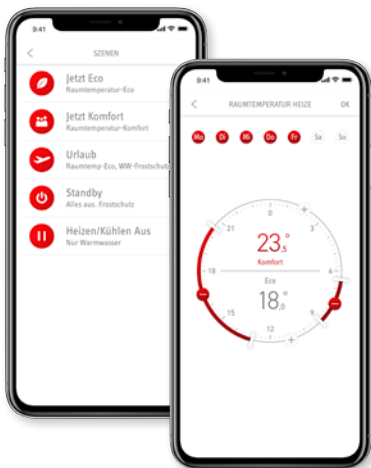 9:41
SZENEN
Jetzt Eco
Raumtemperatur-Eco
Jetzt Komfort
Raumtemperatur-Komfort
Urlaub
Raumtemp-Eco, WW-Frostschutz
Standby
Alles aus. Frostschutz
Heizen/Kühlen Aus
Nur Warmwasser
9:41
RAUMTEMPERATUR HEIZE
OK
Mo Di Mi Do Fr Sa So
0
21
3
23,5°
Komfort
18
6
Eco
18,0°
15
9
12